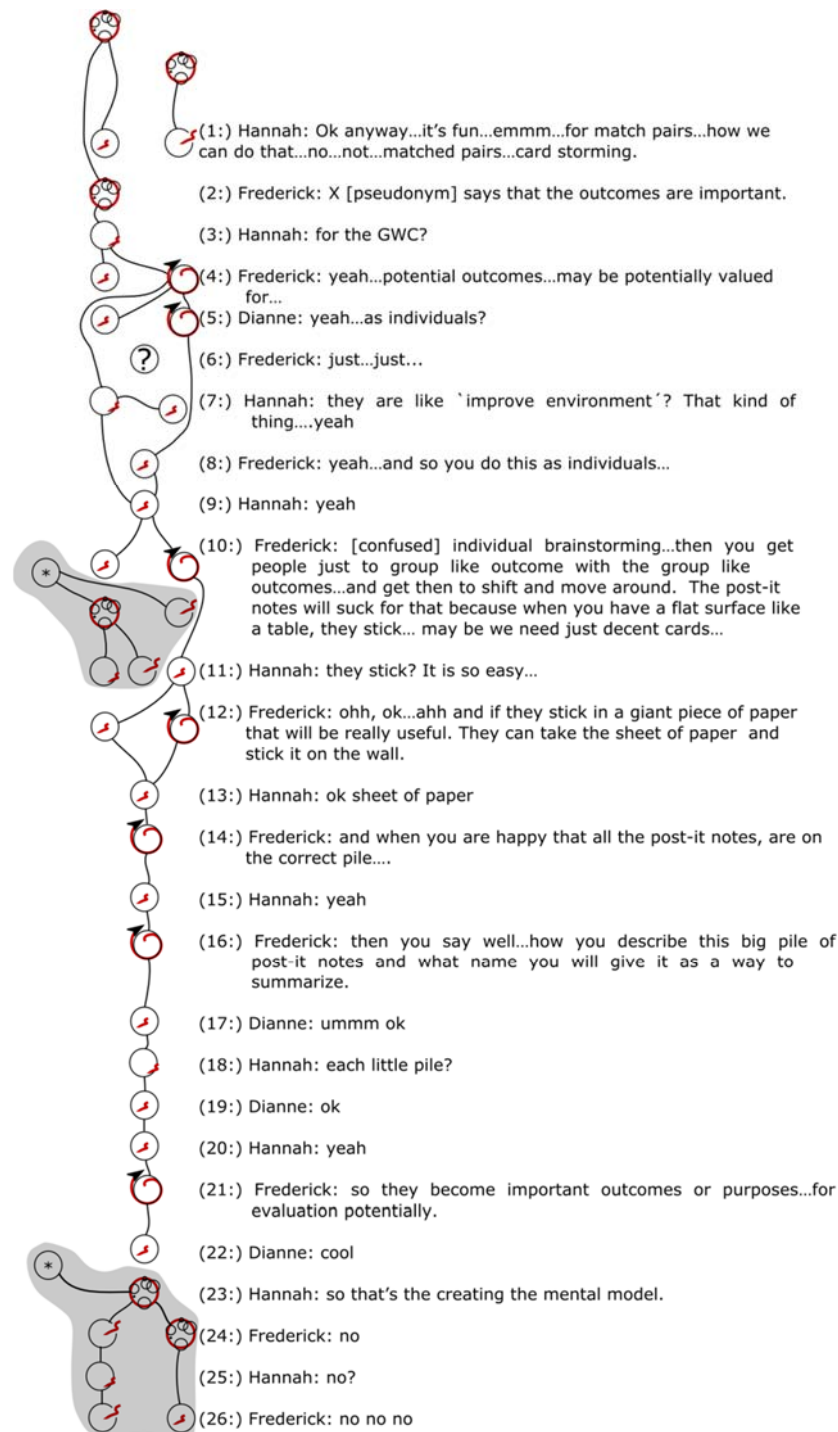 (1:) Hannah: Ok anyway...it's fun...emmm...for match pairs...how we
can do that...no...not...matched pairs...card storming.
(2:) Frederick: X [pseudonym] says that the outcomes are important.
(3:) Hannah: for the GWC?
(4:) Frederick: yeah...potential outcomes...may be potentially valued
for...
(5:) Dianne: yeah...as individuals?
?
(6:) Frederick: just...just...
(7:) Hannah: they are like `improve environment´? That kind of
thing....yeah
(8:) Frederick: yeah...and so you do this as individuals...
(9:) Hannah: yeah
(10:) Frederick: [confused] individual brainstorming...then you get
people just to group like outcome with the group like
outcomes...and get then to shift and move around. The post-it
notes will suck for that because when you have a flat surface like
a table, they stick... may be we need just decent cards...
*
(11:) Hannah: they stick? It is so easy...
(12:) Frederick: ohh, ok...ahh and if they stick in a giant piece of paper
that will be really useful. They can take the sheet of paper and
stick it on the wall.
(13:) Hannah: ok sheet of paper
(14:) Frederick: and when you are happy that all the post-it notes, are on
the correct pile....
(15:) Hannah: yeah
(16:) Frederick: then you say well...how you describe this big pile of
post-it notes and what name you will give it as a way to
summarize.
(17:) Dianne: ummm ok
(18:) Hannah: each little pile?
(19:) Dianne: ok
(20:) Hannah: yeah
(21:) Frederick: so they become important outcomes or purposes...for
evaluation potentially.
(22:) Dianne: cool
*
(23:) Hannah: so that's the creating the mental model.
(24:) Frederick: no
(25:) Hannah: no?
(26:) Frederick: no no no